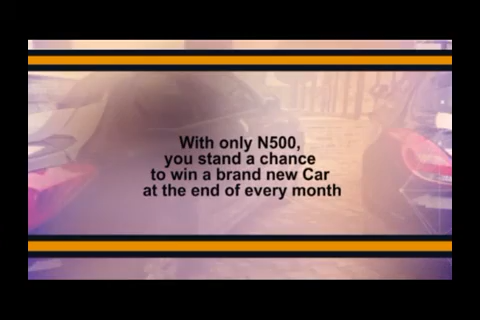 With only N500,
you stand a chance
to win a brand new Car
at the end of every month